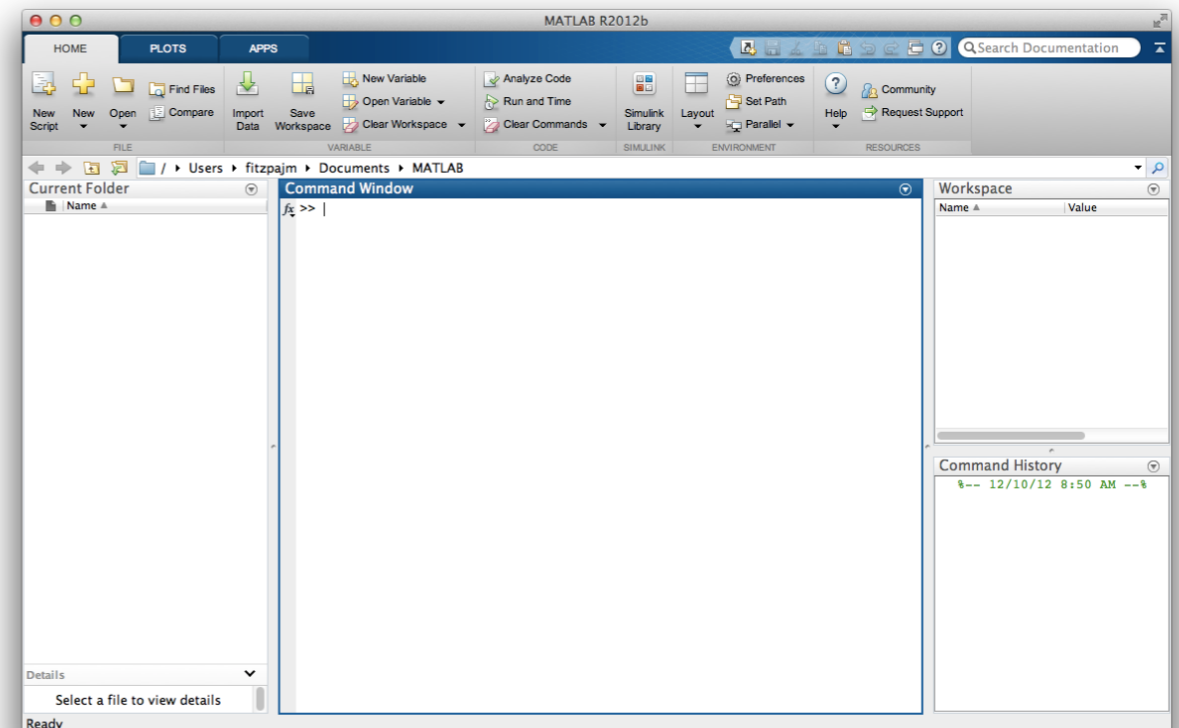 MATLAB R2012b
HOME PLOTS APPS
Search Documentation
New Script
New
Open
Find Files
Compare
FILE
Import Data
Save Workspace
New Variable
Open Variable
Clear Workspace
VARIABLE
Analyze Code
Run and Time
Clear Commands
CODE
Simulink Library
SIMULINK
Layout
Preferences
Set Path
Parallel
ENVIRONMENT
? Help
Community
Request Support
RESOURCES
/ ▸ Users ▸ fitzpajm ▸ Documents ▸ MATLAB
Current Folder
Name
Command Window
fx >>
Workspace
Name Value
Command History
%-- 12/10/12 8:50 AM --%
Details
Select a file to view details
Ready